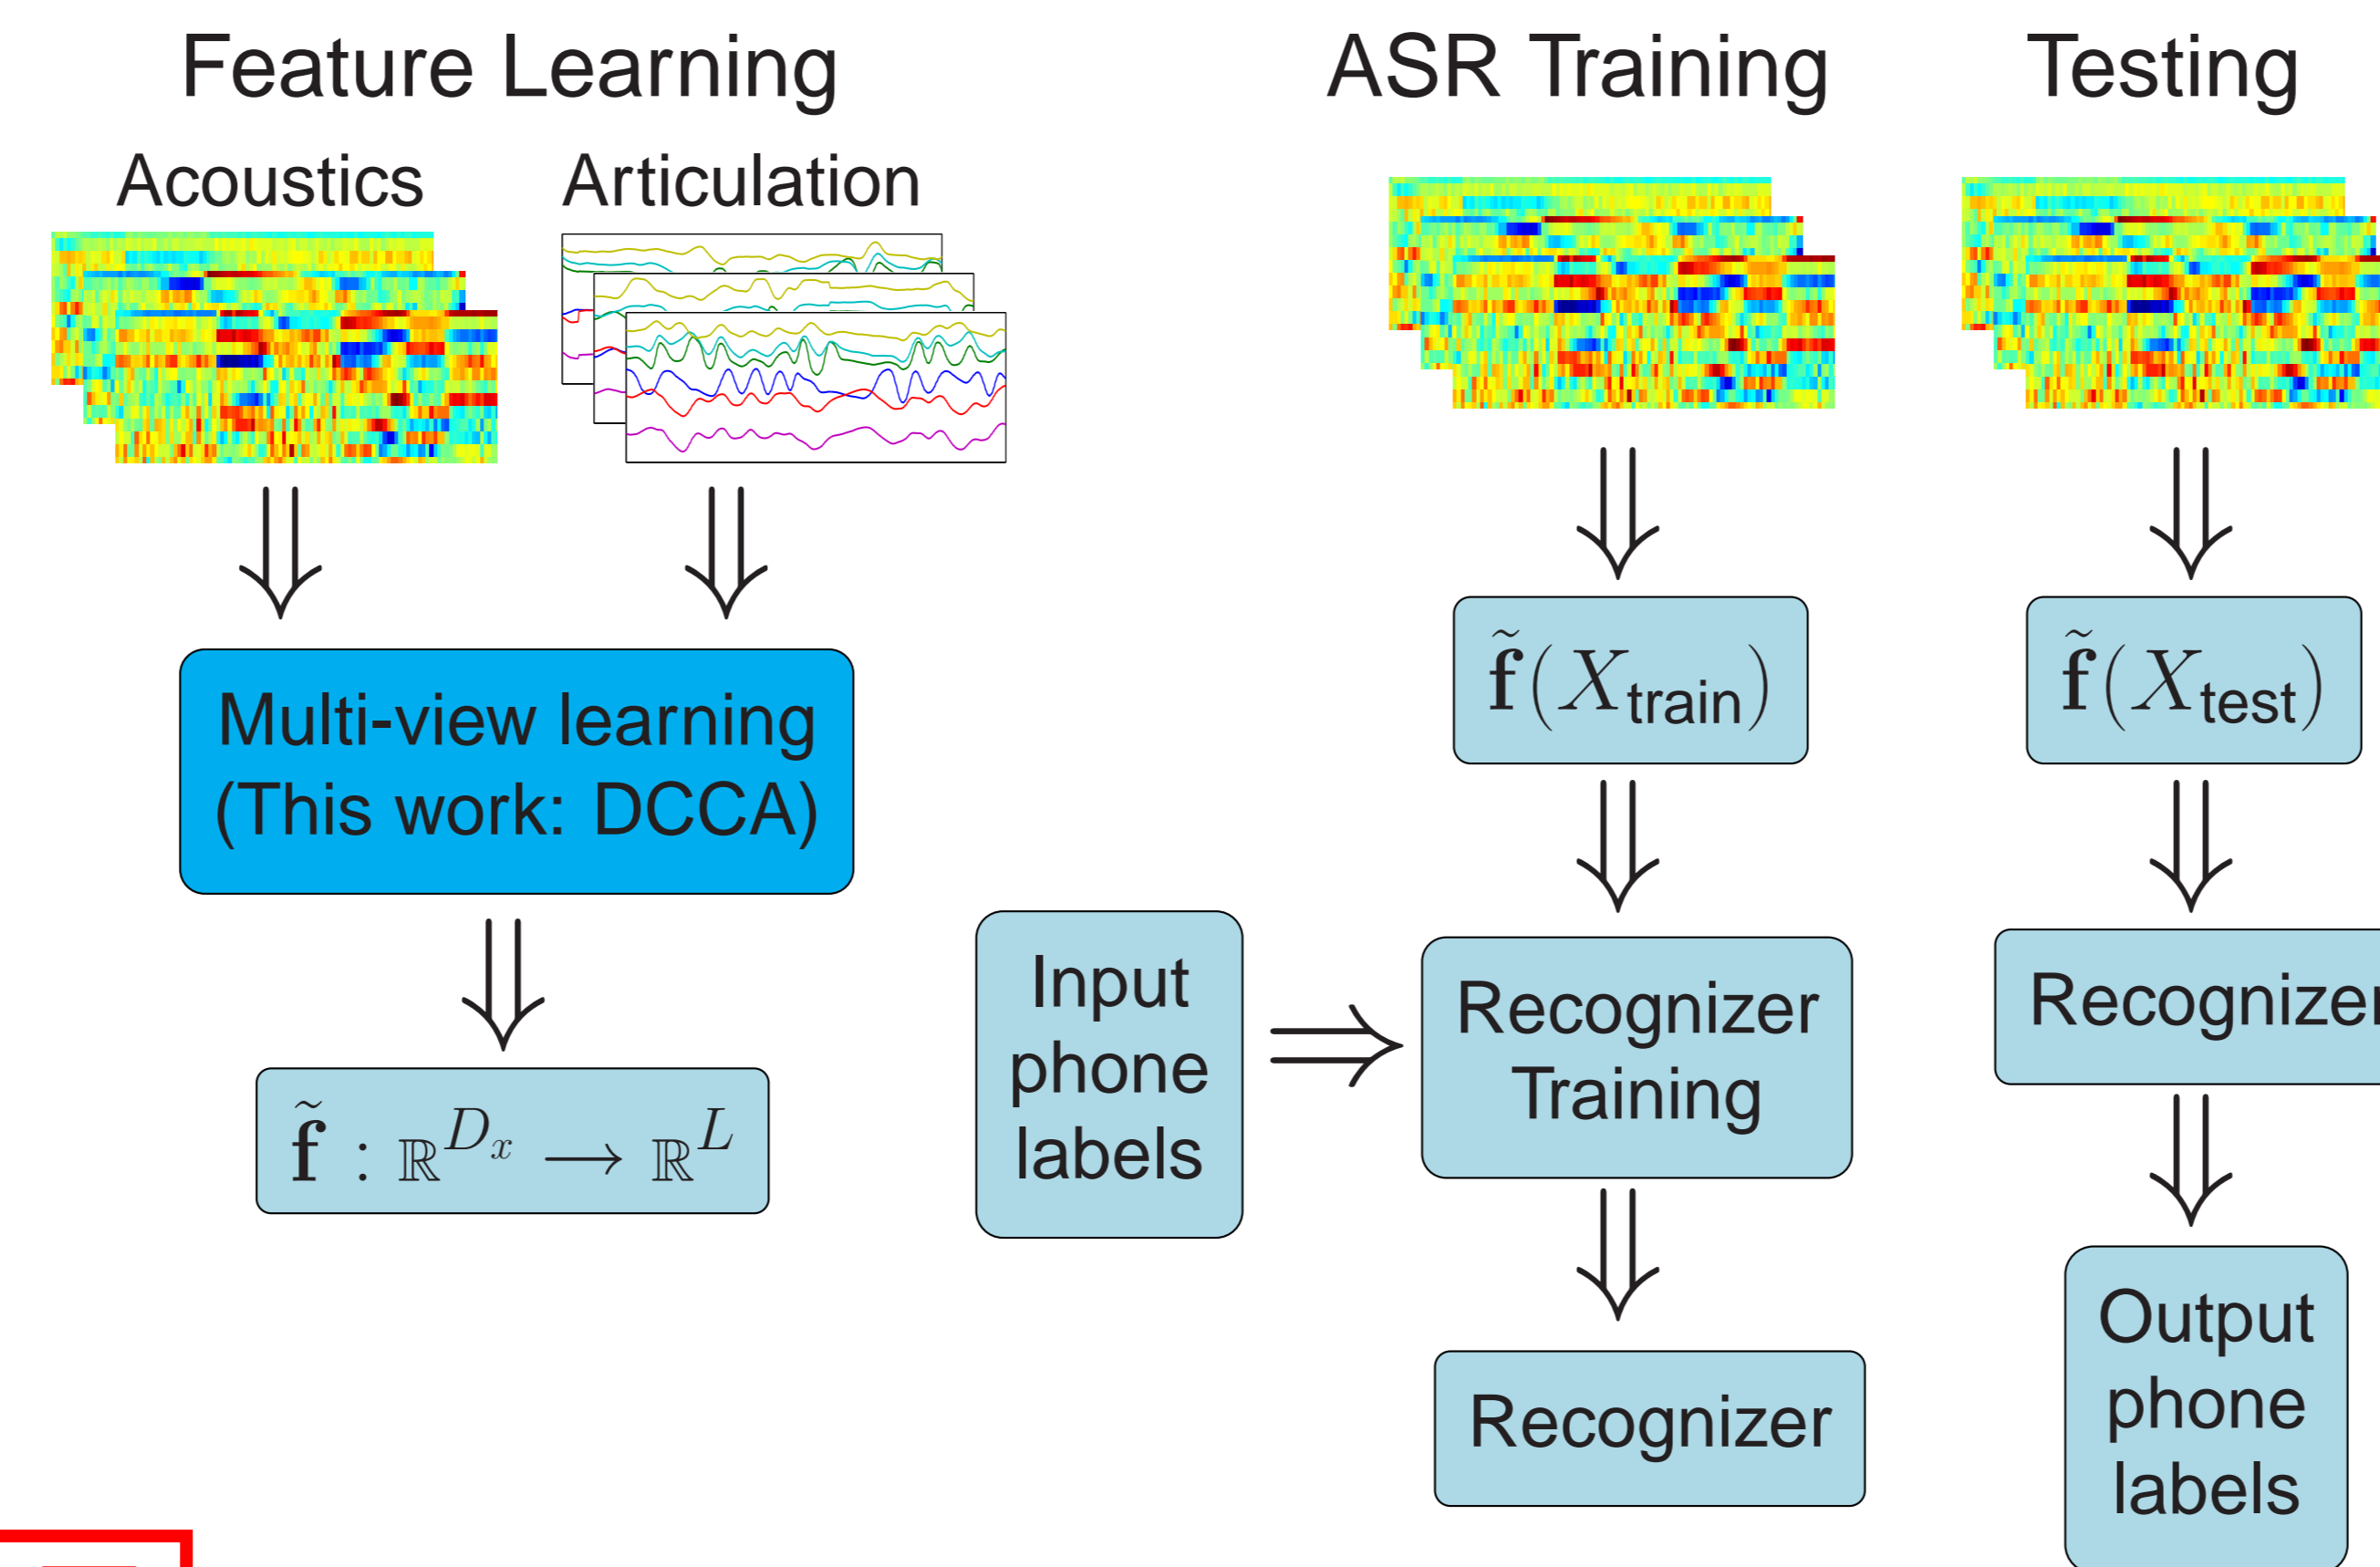 Feature Learning
Acoustics
Articulation
Multi-view learning
(This work: DCCA)
f̃ : ℝ^{D_x} ⟶ ℝ^L
ASR Training
f̃(X_train)
Input
phone
labels
Recognizer
Training
Recognizer
Testing
f̃(X_test)
Recognizer
Output
phone
labels